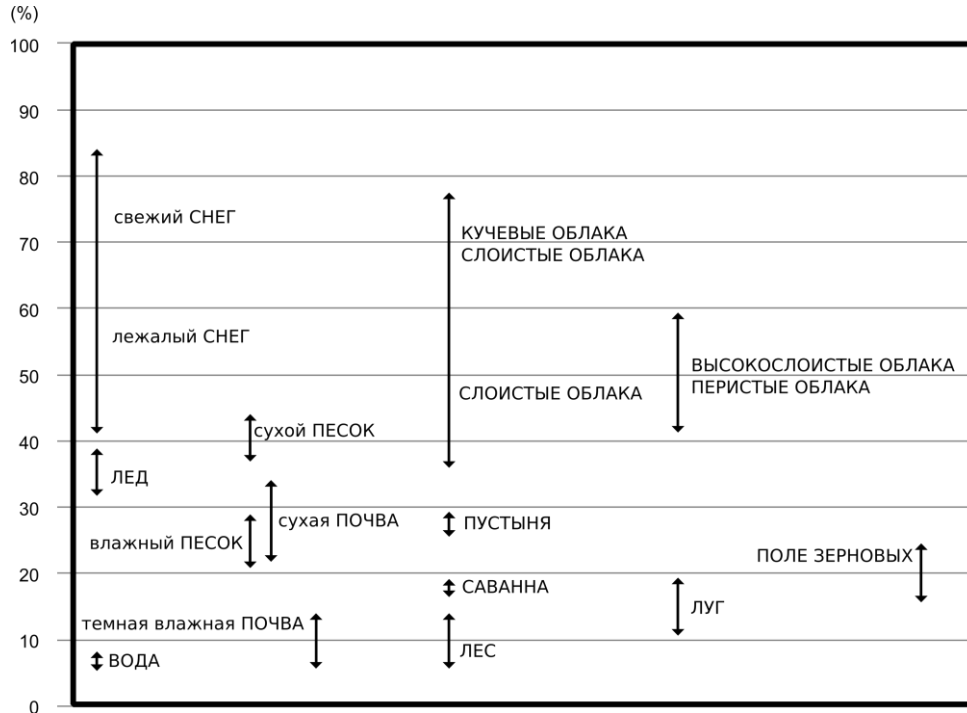 (%)
100
90
80
70
60
50
40
30
20
10
0
свежий СНЕГ
лежалый СНЕГ
ЛЕД
ВОДА
сухой ПЕСОК
влажный ПЕСОК
сухая ПОЧВА
темная влажная ПОЧВА
КУЧЕВЫЕ ОБЛАКА
СЛОИСТЫЕ ОБЛАКА
СЛОИСТЫЕ ОБЛАКА
ПУСТЫНЯ
САВАННА
ЛЕС
ВЫСОКОСЛОИСТЫЕ ОБЛАКА
ПЕРИСТЫЕ ОБЛАКА
ЛУГ
ПОЛЕ ЗЕРНОВЫХ